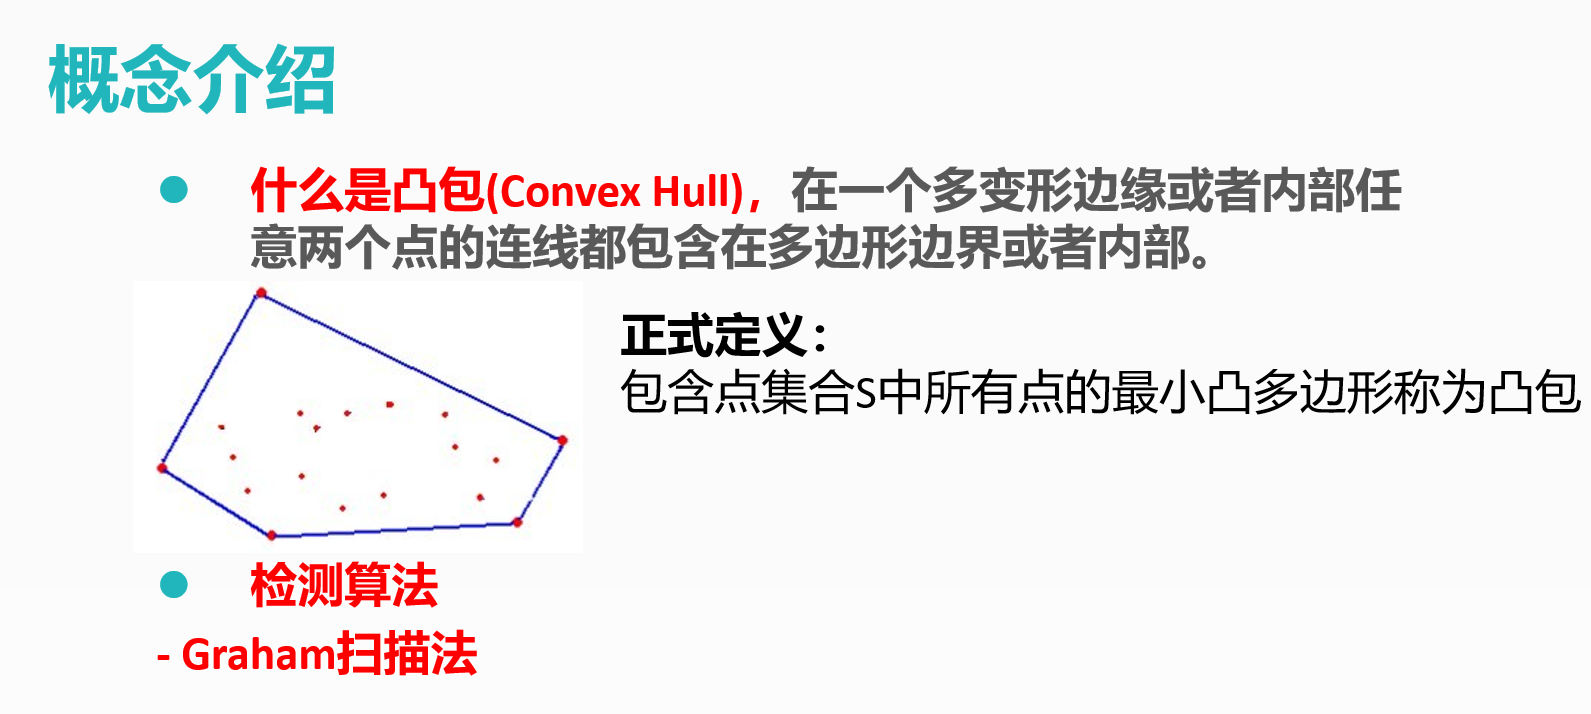 概念介绍
什么是凸包(Convex Hull)，在一个多变形边缘或者内部任
意两个点的连线都包含在多边形边界或者内部。
正式定义：
包含点集合S中所有点的最小凸多边形称为凸包
检测算法
- Graham扫描法